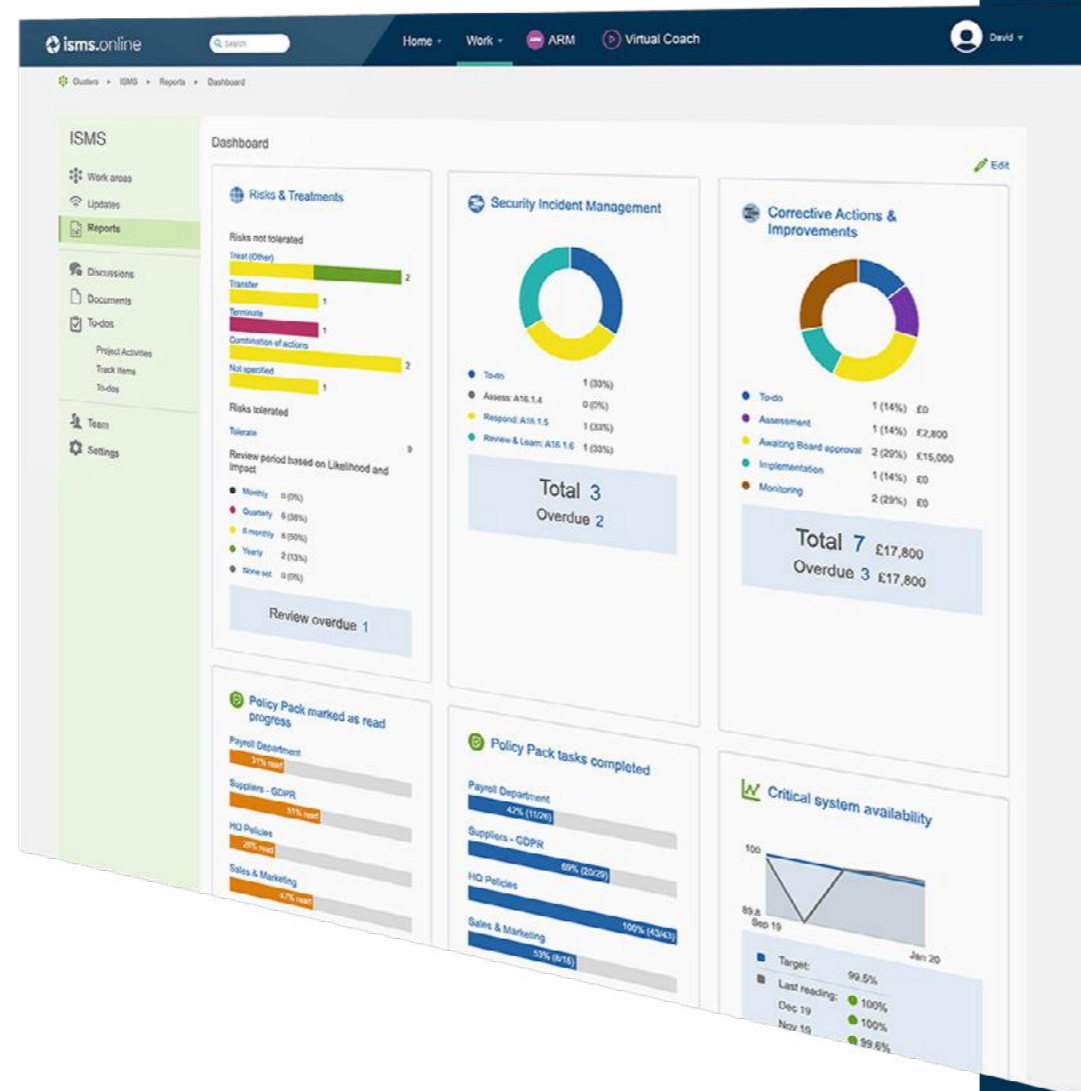 isms.online
Search
Home
Work
ARM
Virtual Coach
David
Clusters
ISMS
Reports
Dashboard
ISMS
Work areas
Updates
Reports
Discussions
Documents
To-dos
Project Activities
Track Items
To-dos
Team
Settings
Dashboard
Edit
Risks & Treatments
Risks not tolerated
Treat (Other)
2
Transfer
1
Terminate
1
Combination of actions
2
Not specified
1
Risks tolerated
Tolerate
9
Review period based on Likelihood and
Impact
Monthly 0 (0%)
Quarterly 6 (38%)
6 monthly 8 (50%)
Yearly 2 (13%)
None set 0 (0%)
Review overdue 1
Security Incident Management
To-do 1 (33%)
Assess: A16.1.4 0 (0%)
Respond: A16.1.5 1 (33%)
Review & Learn: A16.1.6 1 (33%)
Total 3
Overdue 2
Corrective Actions &
Improvements
To-do 1 (14%) £0
Assessment 1 (14%) £2,800
Awaiting Board approval 2 (29%) £15,000
Implementation 1 (14%) £0
Monitoring 2 (29%) £0
Total 7 £17,800
Overdue 3 £17,800
Policy Pack marked as read
progress
Payroll Department
31% read
Suppliers - GDPR
51% read
HQ Policies
26% read
Sales & Marketing
47% read
Policy Pack tasks completed
Payroll Department
42% (11/26)
Suppliers - GDPR
69% (20/29)
HQ Policies
100% (43/43)
Sales & Marketing
53% (8/15)
Critical system availability
100
89.8
Sep 19
Jan 20
Target: 99.5%
Last reading: 100%
Dec 19 100%
Nov 19 99.6%